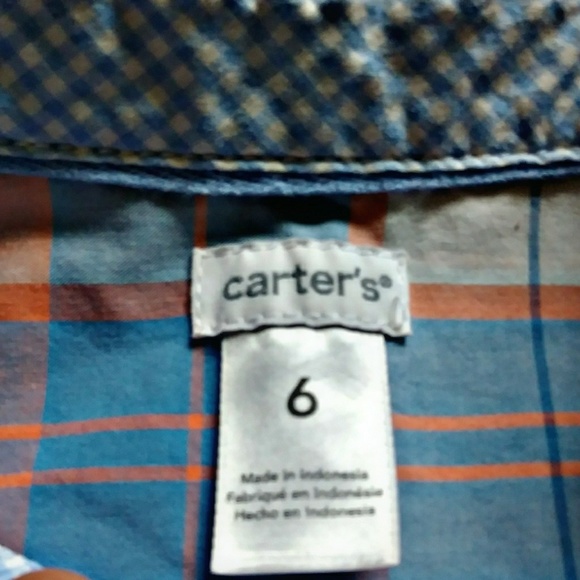 carter's®
6
Made in Indonesia
Fabriqué en Indonésie
Hecho en Indonesia